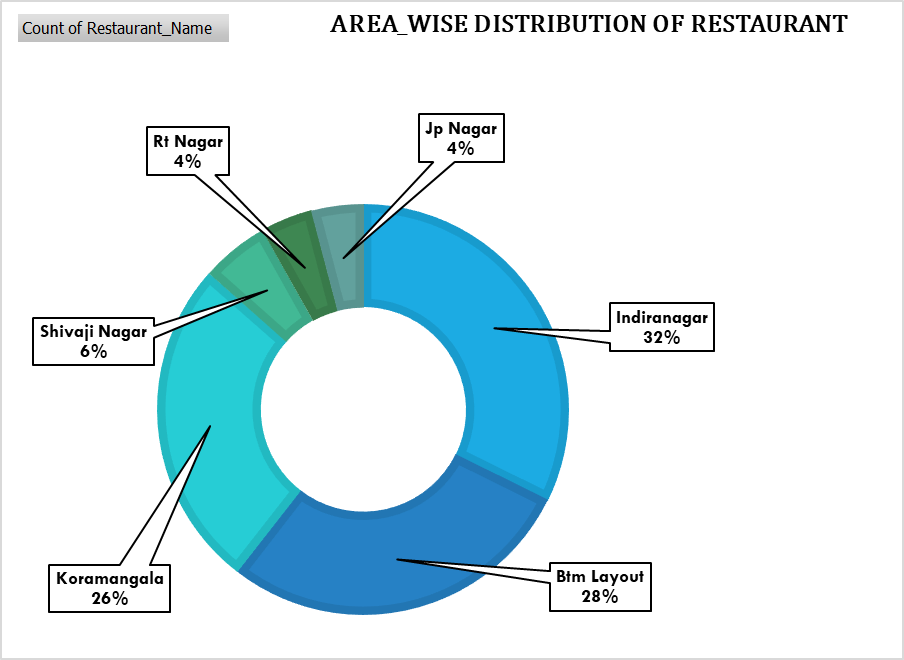 Count of Restaurant_Name
AREA_WISE DISTRIBUTION OF RESTAURANT
Rt Nagar
4%
Jp Nagar
4%
Shivaji Nagar
6%
Indiranagar
32%
Koramangala
26%
Btm Layout
28%